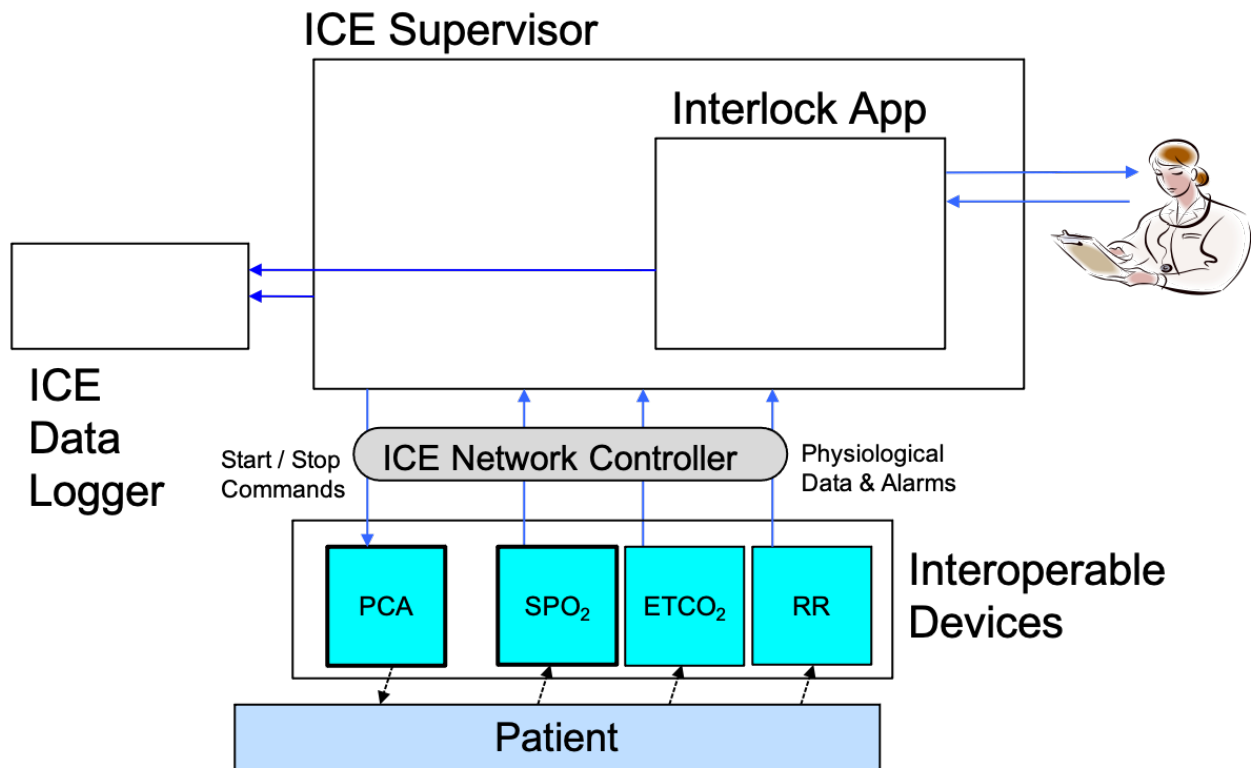 ICE Supervisor
Interlock App
ICE
Data
Logger
Start / Stop
Commands
ICE Network Controller
Physiological
Data & Alarms
PCA
SPO₂
ETCO₂
RR
Interoperable
Devices
Patient